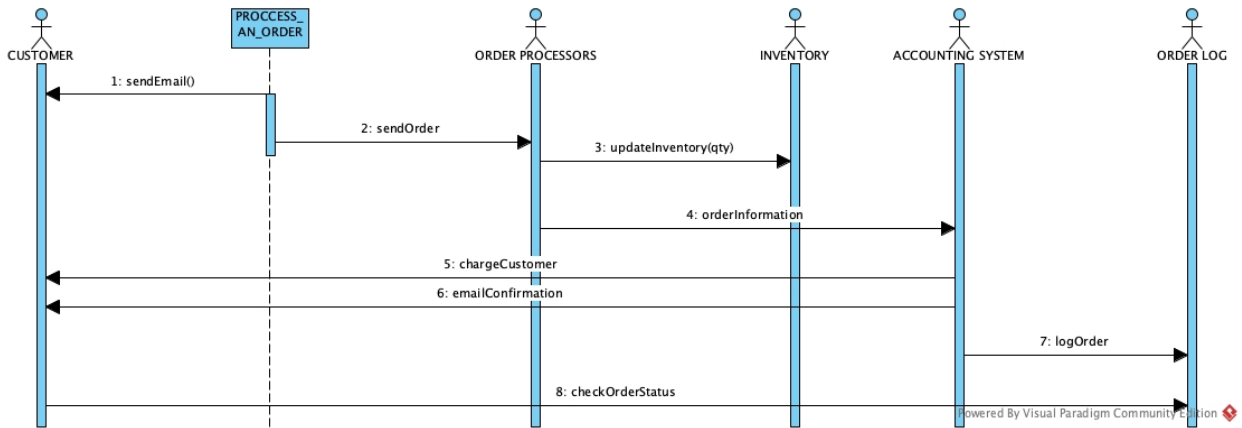 PROCCESS_
AN_ORDER
CUSTOMER
ORDER PROCESSORS
INVENTORY
ACCOUNTING SYSTEM
ORDER LOG
1: sendEmail()
2: sendOrder
3: updateInventory(qty)
4: orderInformation
5: chargeCustomer
6: emailConfirmation
7: logOrder
8: checkOrderStatus
Powered By Visual Paradigm Community Edition